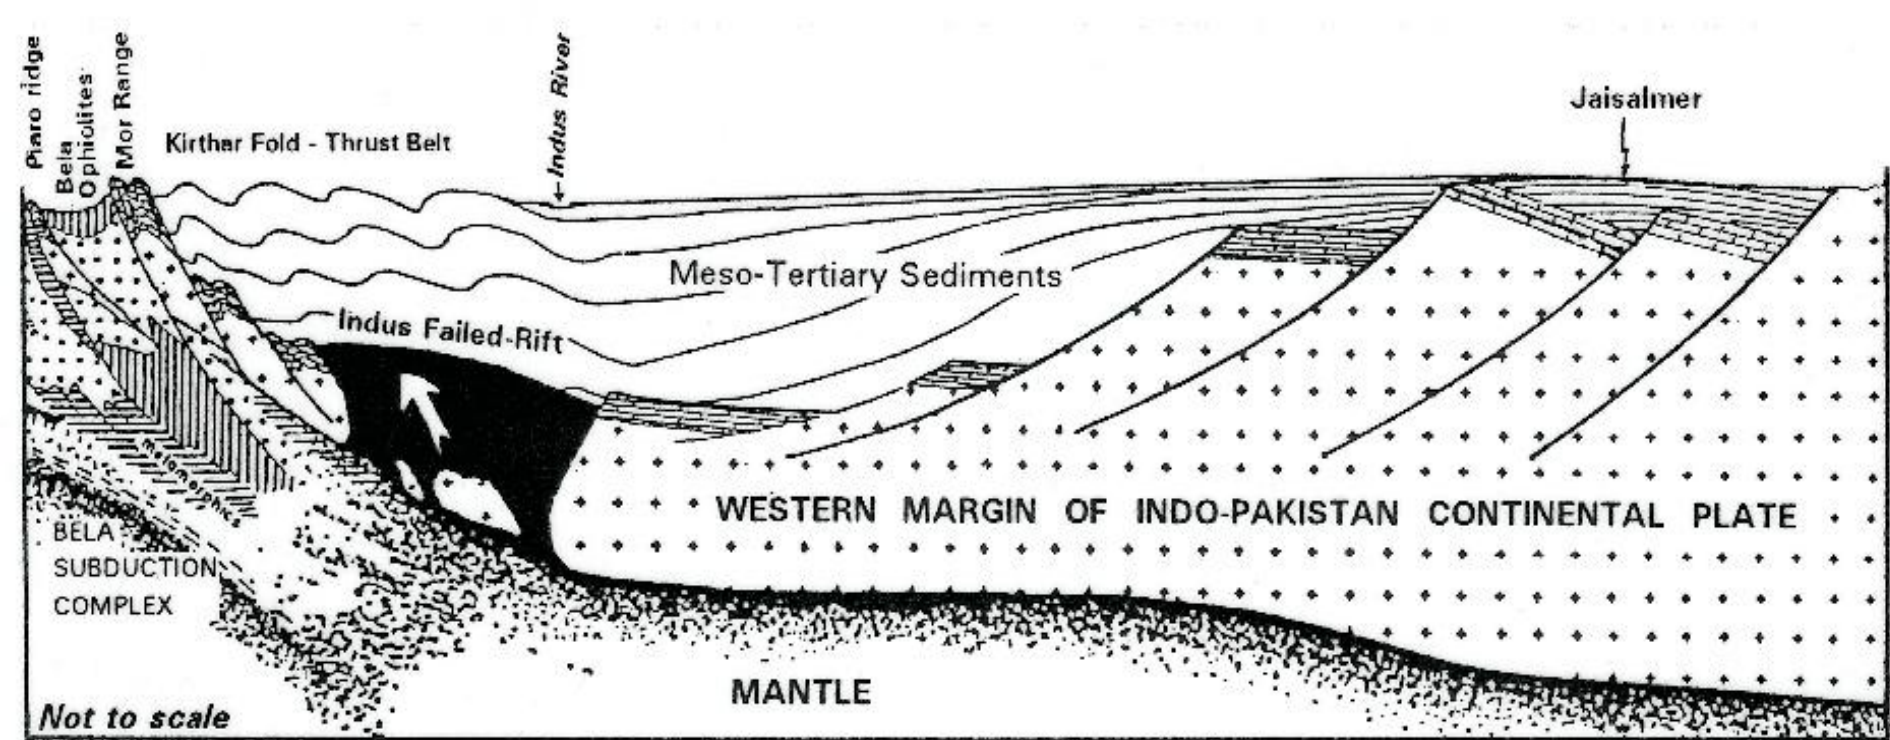 Piaro ridge
Bela
Ophiolites
Mor Range
Kirthar Fold - Thrust Belt
Indus River
Jaisalmer
Meso-Tertiary Sediments
Indus Failed-Rift
metamorphics
WESTERN MARGIN OF INDO-PAKISTAN CONTINENTAL PLATE
BELA
SUBDUCTION
COMPLEX
MANTLE
Not to scale